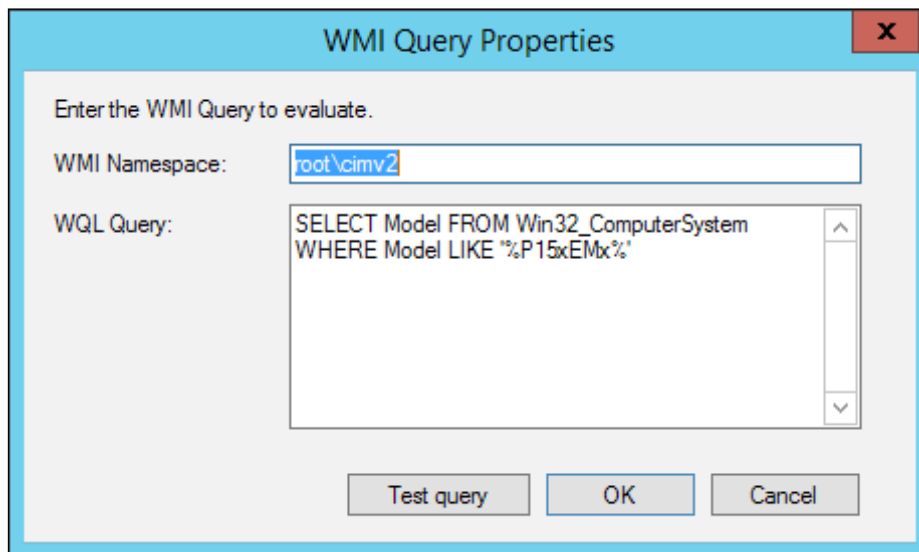 WMI Query Properties
x
Enter the WMI Query to evaluate.
WMI Namespace: root\cimv2
WQL Query: SELECT Model FROM Win32_ComputerSystem
WHERE Model LIKE '%P15xEMx%'
Test query OK Cancel